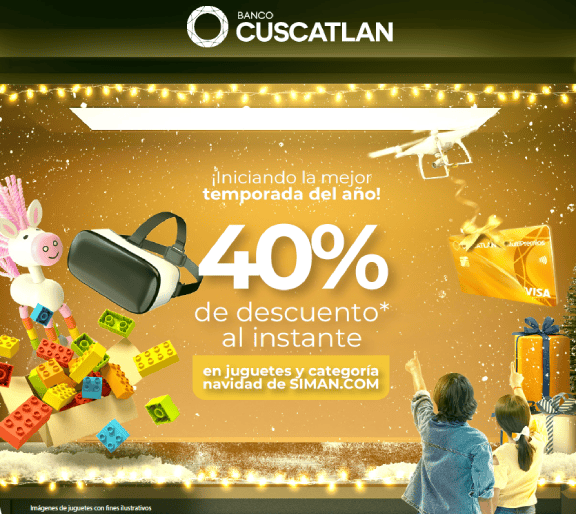 BANCO
CUSCATLAN
¡Iniciando la mejor
temporada del año!
40%
de descuento*
al instante
en juguetes y categoría
navidad de SIMAN.COM
VISA
Imágenes de juguetes con fines ilustrativos